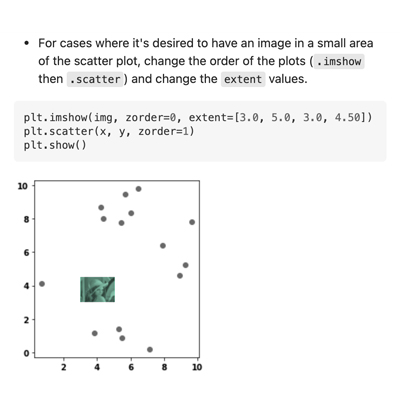 For cases where it's desired to have an image in a small area
of the scatter plot, change the order of the plots ( .imshow
then .scatter ) and change the extent values.
plt.imshow(img, zorder=0, extent=[3.0, 5.0, 3.0, 4.50])
plt.scatter(x, y, zorder=1)
plt.show()
10
8
6
4
2
0
2 4 6 8 10